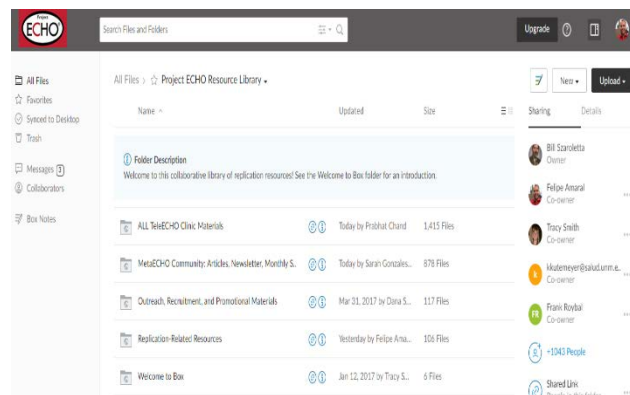 Project
ECHO
Search Files and Folders
Upgrade
All Files
Favorites
Synced to Desktop
Trash
Messages 3
Collaborators
Box Notes
All Files > Project ECHO Resource Library
New
Upload
Name
Updated
Size
Sharing
Details
Folder Description
Welcome to this collaborative library of replication resources! See the Welcome to Box folder for an introduction.
ALL TeleECHO Clinic Materials
Today by Prabhat Chand
1,415 Files
MetaECHO Community: Articles, Newsletter, Monthly S..
Today by Sarah Gonzales...
878 Files
Outreach, Recruitment, and Promotional Materials
Mar 31, 2017 by Dana S...
117 Files
Replication-Related Resources
Yesterday by Felipe Ama...
106 Files
Welcome to Box
Jan 12, 2017 by Tracy S...
6 Files
Bill Szaroletta
Owner
Felipe Amaral
Co-owner
Tracy Smith
Co-owner
k
kkutemeyer@salud.unm.e..
Co-owner
FR
Frank Roybal
Co-owner
+1043 People
Shared Link